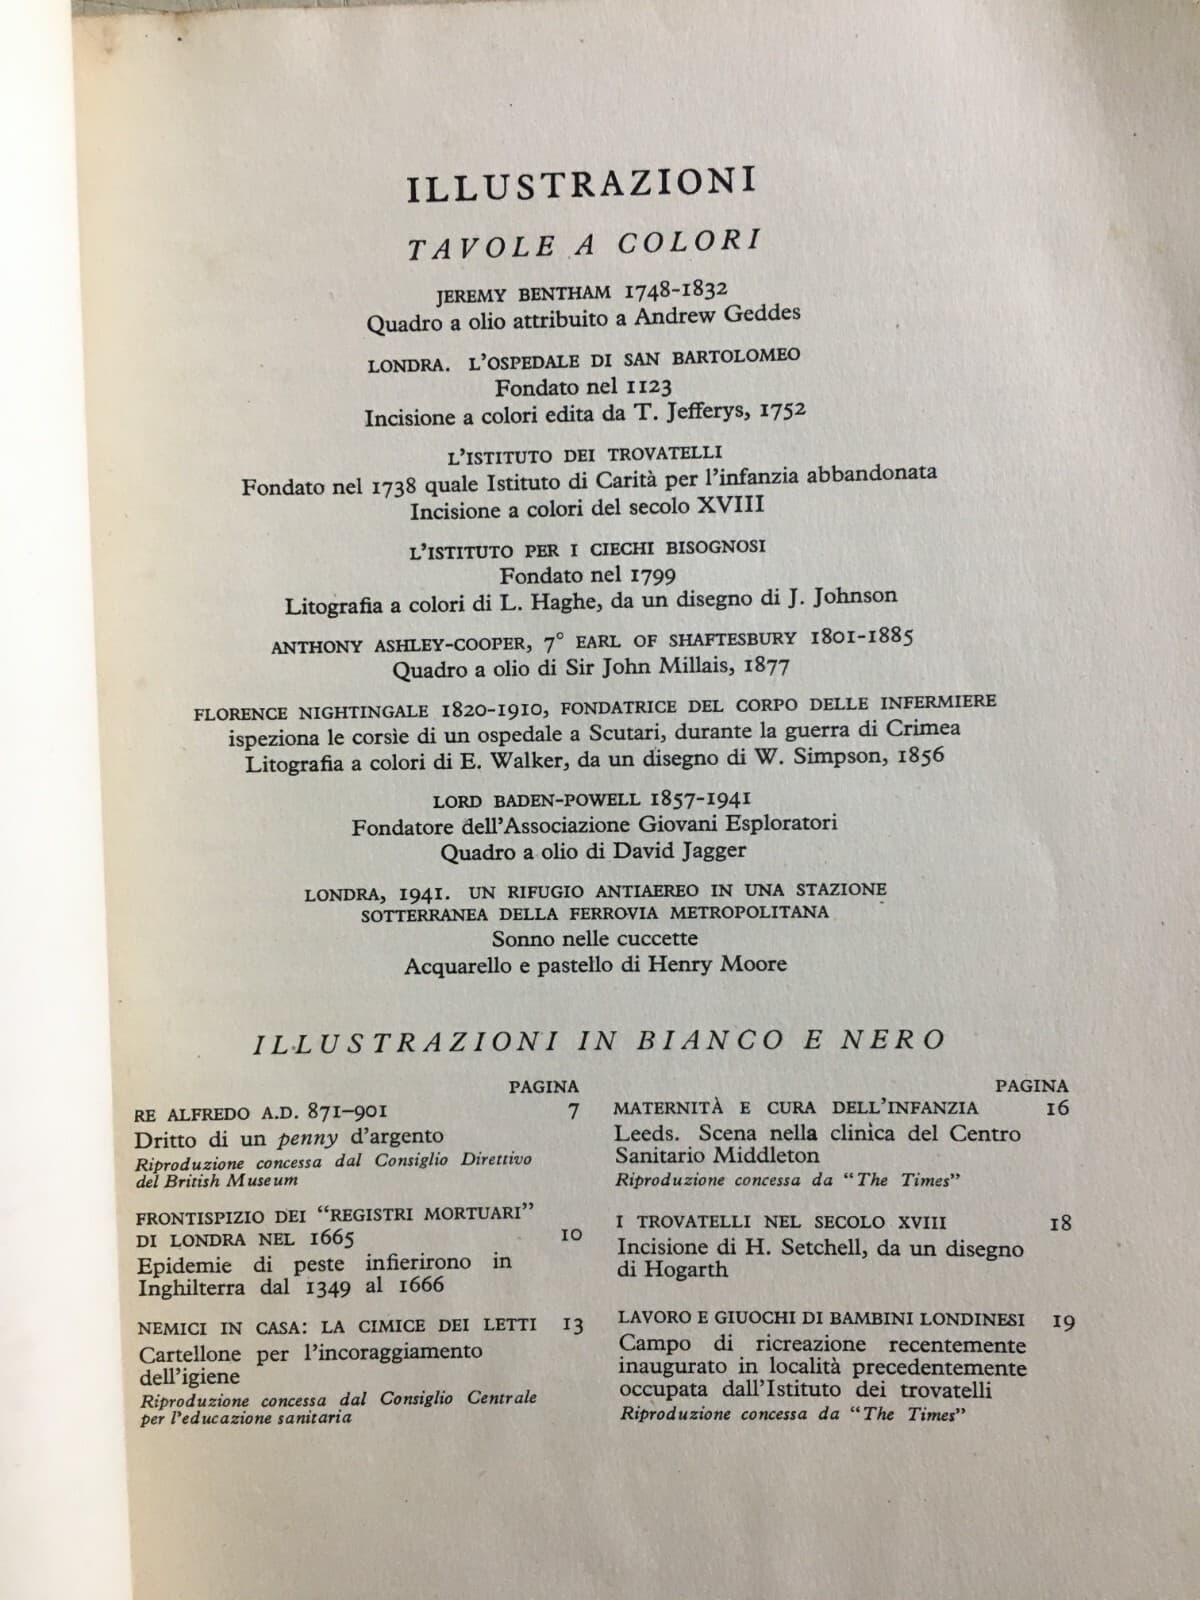 ILLUSTRAZIONI
TAVOLE A COLORI
JEREMY BENTHAM 1748-1832
Quadro a olio attribuito a Andrew Geddes
LONDRA. L'OSPEDALE DI SAN BARTOLOMEO
Fondato nel 1123
Incisione a colori edita da T. Jefferys, 1752
L'ISTITUTO DEI TROVATELLI
Fondato nel 1738 quale Istituto di Carità per l'infanzia abbandonata
Incisione a colori del secolo XVIII
L'ISTITUTO PER I CIECHI BISOGNOSI
Fondato nel 1799
Litografia a colori di L. Haghe, da un disegno di J. Johnson
ANTHONY ASHLEY-COOPER, 7° EARL OF SHAFTESBURY 1801-1885
Quadro a olio di Sir John Millais, 1877
FLORENCE NIGHTINGALE 1820-1910, FONDATRICE DEL CORPO DELLE INFERMIERE
ispeziona le corsìe di un ospedale a Scutari, durante la guerra di Crimea
Litografia a colori di E. Walker, da un disegno di W. Simpson, 1856
LORD BADEN-POWELL 1857-1941
Fondatore dell'Associazione Giovani Esploratori
Quadro a olio di David Jagger
LONDRA, 1941. UN RIFUGIO ANTIAEREO IN UNA STAZIONE
SOTTERRANEA DELLA FERROVIA METROPOLITANA
Sonno nelle cuccette
Acquarello e pastello di Henry Moore
ILLUSTRAZIONI IN BIANCO E NERO
PAGINA
RE ALFREDO A.D. 871–901 7
Dritto di un penny d'argento
Riproduzione concessa dal Consiglio Direttivo
del British Museum
FRONTISPIZIO DEI “REGISTRI MORTUARI”
DI LONDRA NEL 1665 10
Epidemie di peste infierirono in
Inghilterra dal 1349 al 1666
NEMICI IN CASA: LA CIMICE DEI LETTI 13
Cartellone per l'incoraggiamento
dell'igiene
Riproduzione concessa dal Consiglio Centrale
per l'educazione sanitaria
PAGINA
MATERNITÀ E CURA DELL'INFANZIA 16
Leeds. Scena nella clinica del Centro
Sanitario Middleton
Riproduzione concessa da “The Times”
I TROVATELLI NEL SECOLO XVIII 18
Incisione di H. Setchell, da un disegno
di Hogarth
LAVORO E GIUOCHI DI BAMBINI LONDINESI 19
Campo di ricreazione recentemente
inaugurato in località precedentemente
occupata dall'Istituto dei trovatelli
Riproduzione concessa da “The Times”